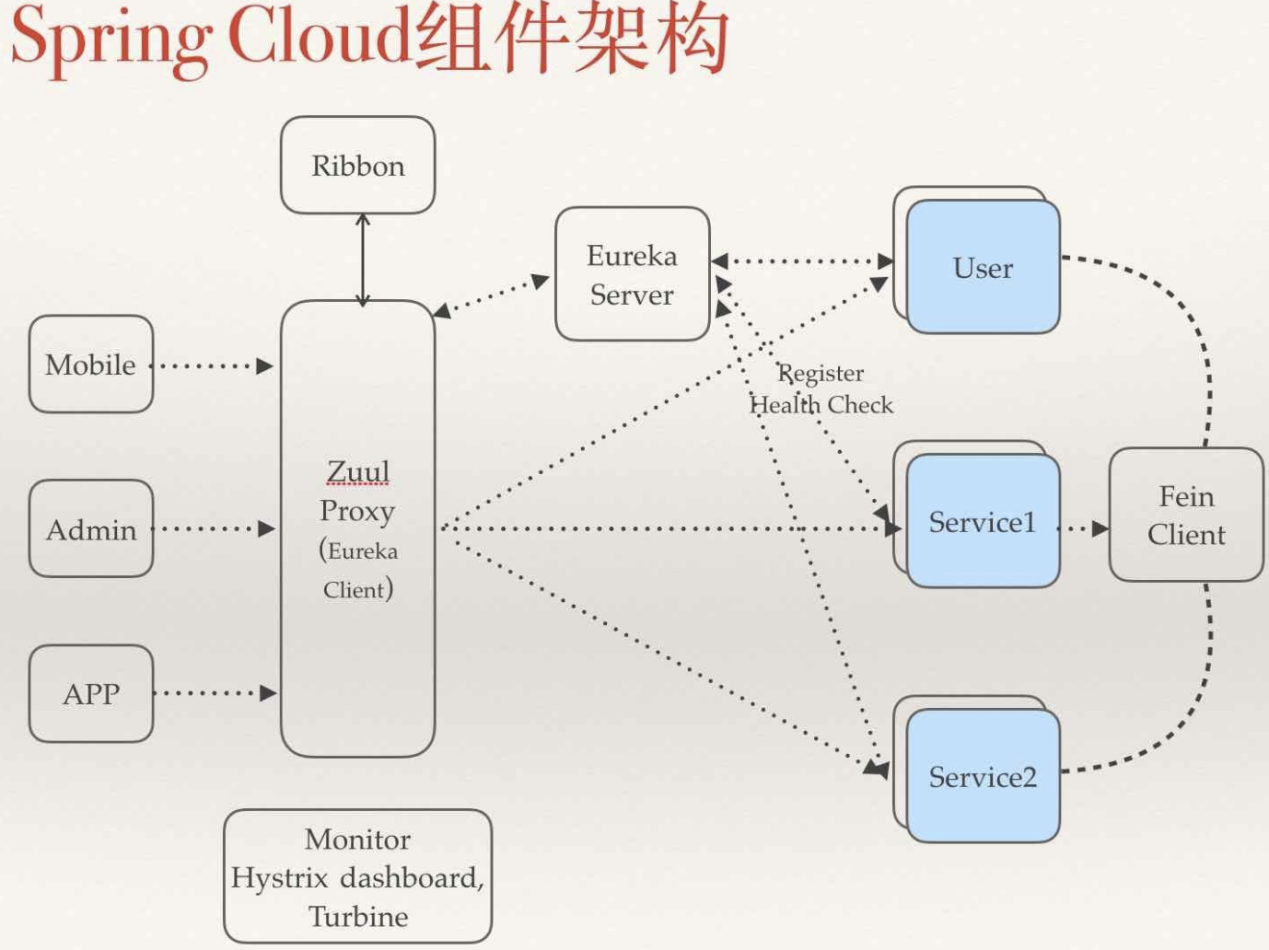 Spring Cloud组件架构
Ribbon
Eureka
Server
User
Mobile
Register
Health Check
Zuul
Proxy
(Eureka
Client)
Admin
Service1
Fein
Client
APP
Service2
Monitor
Hystrix dashboard,
Turbine